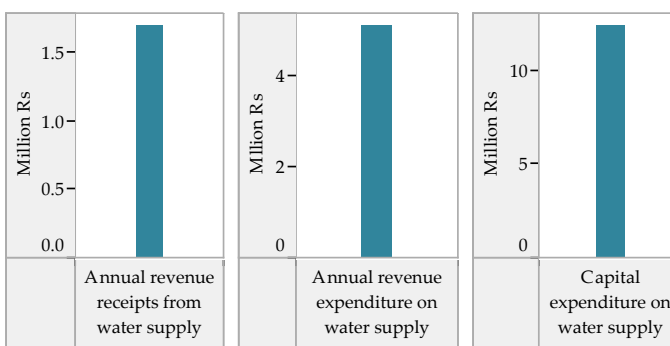 Million Rs
1.5
1.0
0.5
0.0
Annual revenue
receipts from
water supply
Mllion Rs
4
2
0
Annual revenue
expenditure on
water supply
Million Rs
10
5
0
Capital
expenditure on
water supply